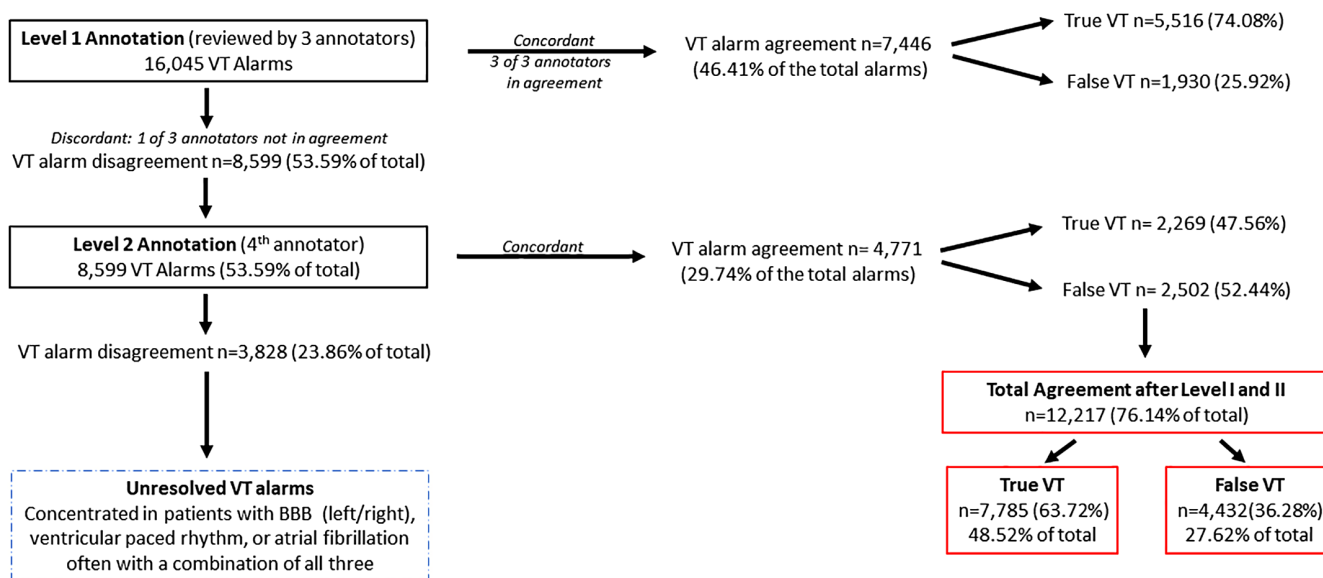 Level 1 Annotation (reviewed by 3 annotators)
16,045 VT Alarms
Concordant
3 of 3 annotators
in agreement
VT alarm agreement n=7,446
(46.41% of the total alarms)
True VT n=5,516 (74.08%)
False VT n=1,930 (25.92%)
Discordant: 1 of 3 annotators not in agreement
VT alarm disagreement n=8,599 (53.59% of total)
Level 2 Annotation (4th annotator)
8,599 VT Alarms (53.59% of total)
Concordant
VT alarm agreement n= 4,771
(29.74% of the total alarms)
True VT n= 2,269 (47.56%)
False VT n= 2,502 (52.44%)
VT alarm disagreement n=3,828 (23.86% of total)
Total Agreement after Level I and II
n=12,217 (76.14% of total)
True VT
n=7,785 (63.72%)
48.52% of total
False VT
n=4,432(36.28%)
27.62% of total
Unresolved VT alarms
Concentrated in patients with BBB (left/right),
ventricular paced rhythm, or atrial fibrillation
often with a combination of all three